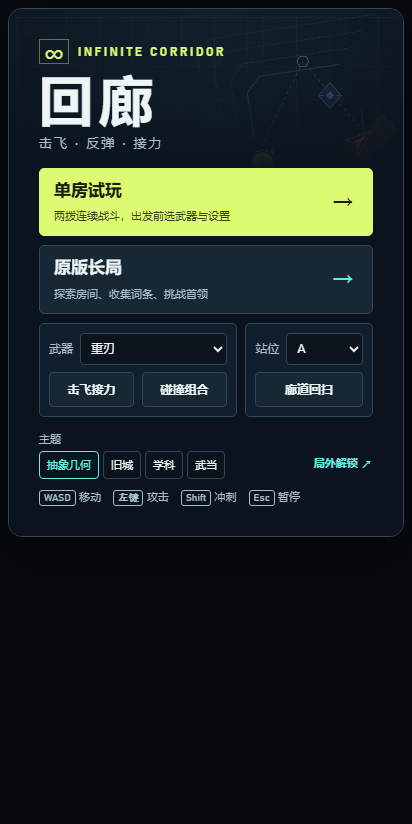 ∞ INFINITE CORRIDOR
回廊
击飞 · 反弹 · 接力
单房试玩 →
两拨连续战斗，出发前选武器与设置
原版长局 →
探索房间、收集词条、挑战首领
武器 重刃 站位 A
击飞接力 碰撞组合 廊道回扫
主题
抽象几何 旧城 学科 武当 局外解锁 ↗
WASD 移动 左键 攻击 Shift 冲刺 Esc 暂停